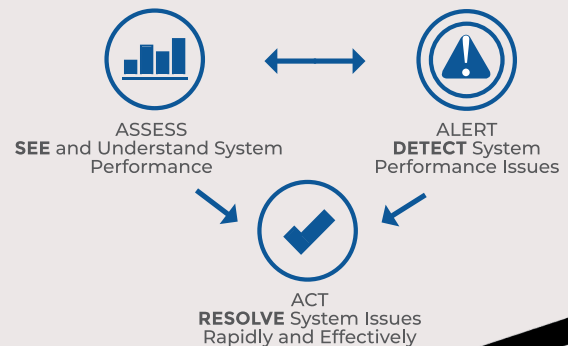 ASSESS
SEE and Understand System
Performance
ALERT
DETECT System
Performance Issues
ACT
RESOLVE System Issues
Rapidly and Effectively